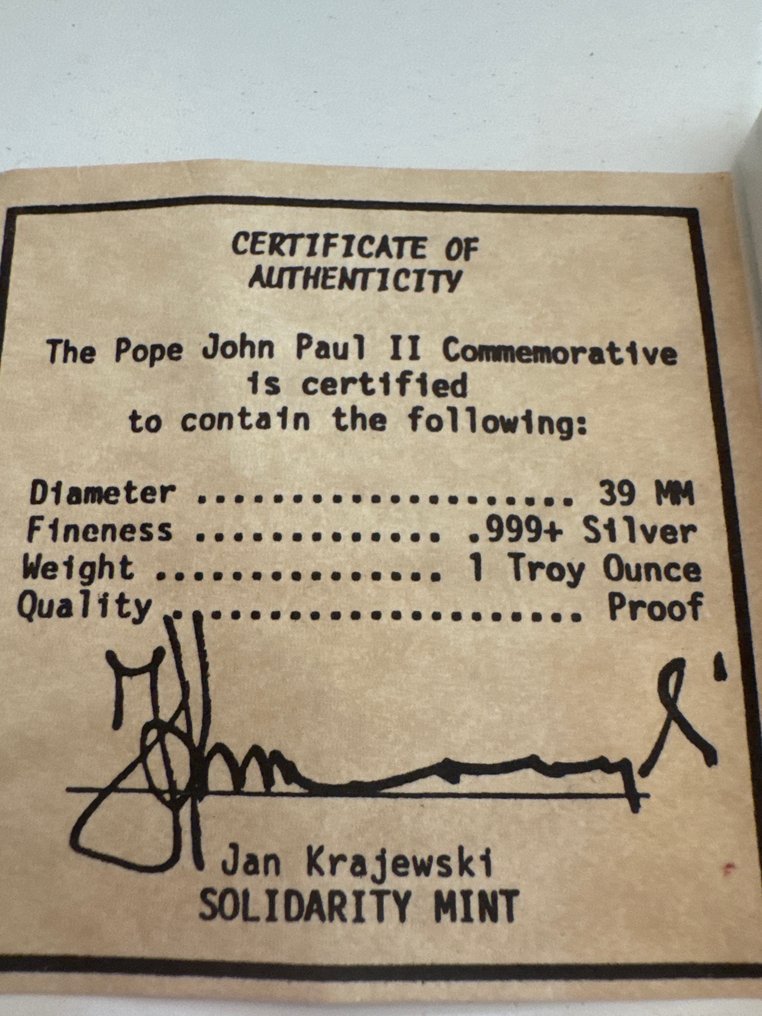 CERTIFICATE OF
AUTHENTICITY
The Pope John Paul II Commemorative
is certified
to contain the following:
Diameter .................... 39 MM
Fineness ............. .999+ Silver
Weight ............... 1 Troy Ounce
Quality ...................... Proof
Jan Krajewski
SOLIDARITY MINT